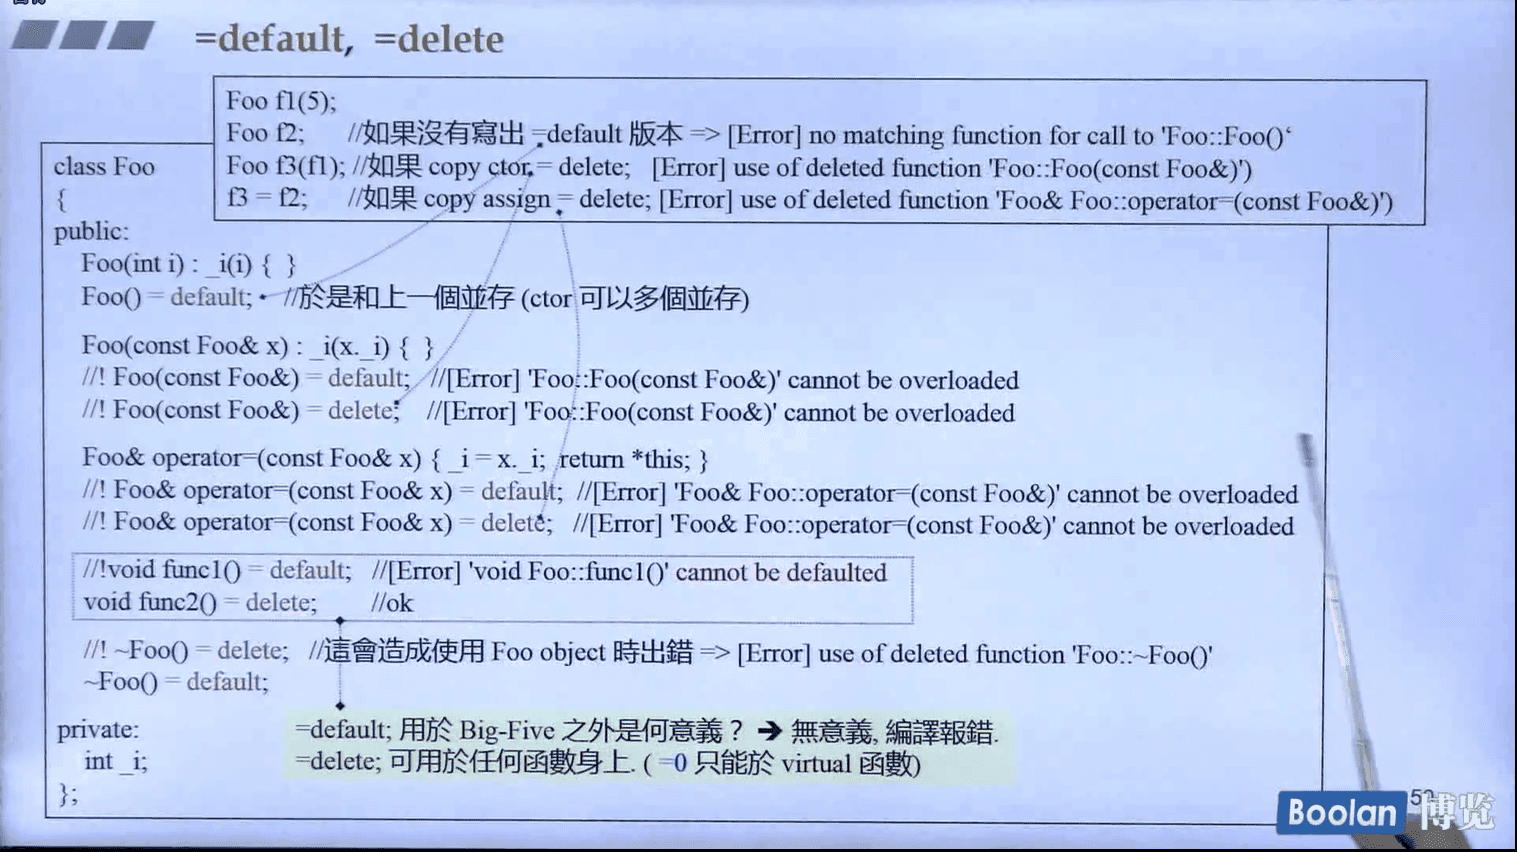 =default, =delete
Foo f1(5);
Foo f2; //如果沒有寫出 =default 版本 => [Error] no matching function for call to 'Foo::Foo()‘
Foo f3(f1); //如果 copy ctor = delete; [Error] use of deleted function 'Foo::Foo(const Foo&)')
f3 = f2; //如果 copy assign = delete; [Error] use of deleted function 'Foo& Foo::operator=(const Foo&)')
class Foo
{
public:
Foo(int i) : _i(i) { }
Foo() = default; //於是和上一個並存 (ctor 可以多個並存)
Foo(const Foo& x) : _i(x._i) { }
//! Foo(const Foo&) = default; //[Error] 'Foo::Foo(const Foo&)' cannot be overloaded
//! Foo(const Foo&) = delete; //[Error] 'Foo::Foo(const Foo&)' cannot be overloaded
Foo& operator=(const Foo& x) { _i = x._i; return *this; }
//! Foo& operator=(const Foo& x) = default; //[Error] 'Foo& Foo::operator=(const Foo&)' cannot be overloaded
//! Foo& operator=(const Foo& x) = delete; //[Error] 'Foo& Foo::operator=(const Foo&)' cannot be overloaded
//!void func1() = default; //[Error] 'void Foo::func1()' cannot be defaulted
void func2() = delete; //ok
//! ~Foo() = delete; //這會造成使用 Foo object 時出錯 => [Error] use of deleted function 'Foo::~Foo()'
~Foo() = default;
private:
int _i;
};
=default; 用於 Big-Five 之外是何意義？ ➔ 無意義, 編譯報錯.
=delete; 可用於任何函數身上. ( =0 只能於 virtual 函數)
Boolan 博览